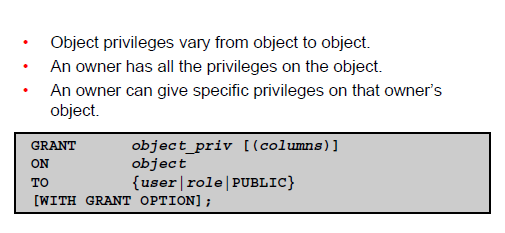 • Object privileges vary from object to object.
• An owner has all the privileges on the object.
• An owner can give specific privileges on that owner's
object.
GRANT object_priv [(columns)]
ON object
TO {user|role|PUBLIC}
[WITH GRANT OPTION];